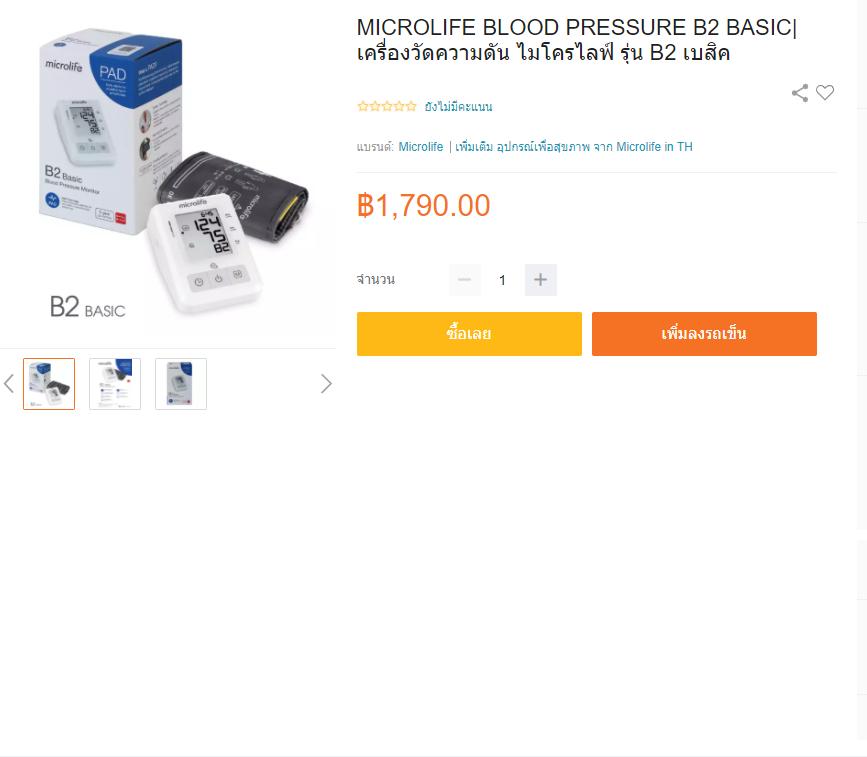 MICROLIFE BLOOD PRESSURE B2 BASIC|
เครื่องวัดความดัน ไมโครไลฟ์ รุ่น B2 เบสิค
ยังไม่มีคะแนน
แบรนด์: Microlife | เพิ่มเติม อุปกรณ์เพื่อสุขภาพ จาก Microlife in TH
฿1,790.00
จำนวน
− 1 +
ซื้อเลย
เพิ่มลงรถเข็น
microlife
PAD
B2 Basic
Blood Pressure Monitor
microlife
microlife
124
75
82
B2 BASIC